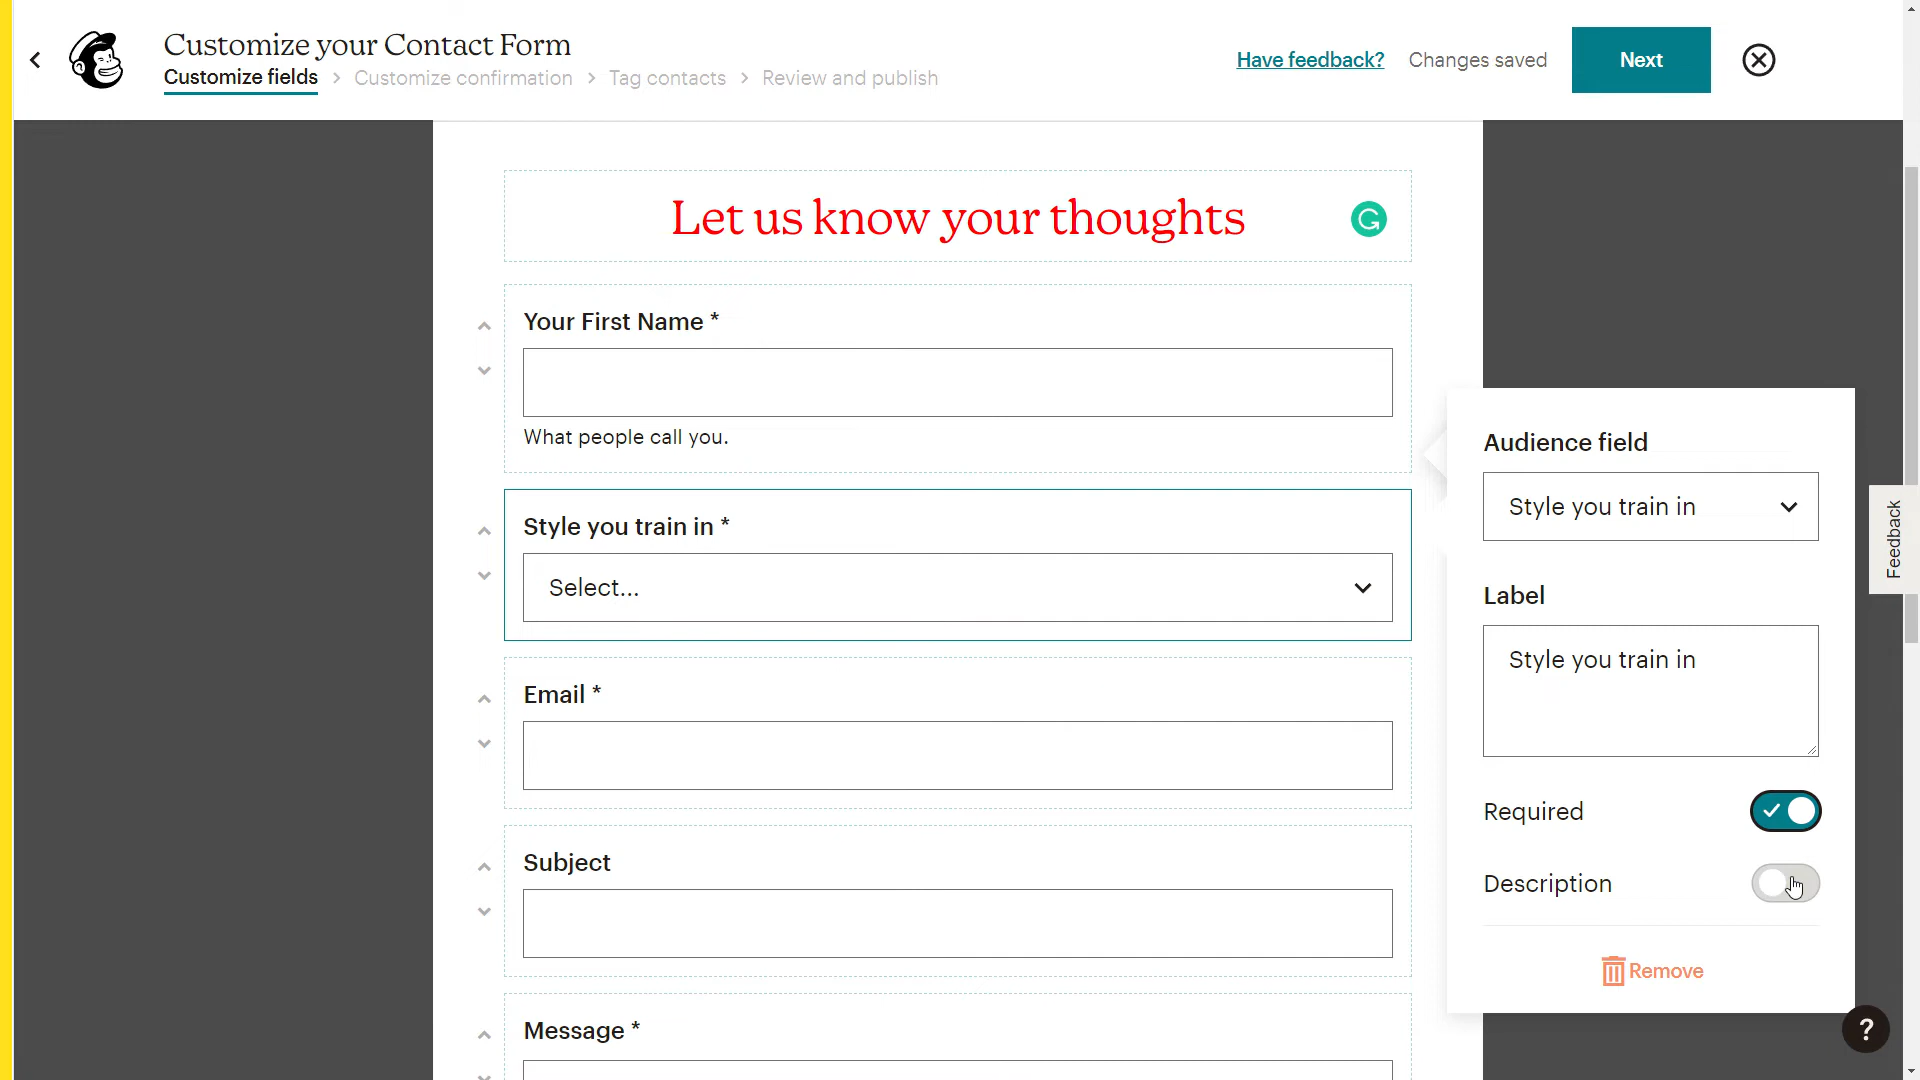 Customize your Contact Form
Customize fields > Customize confirmation > Tag contacts > Review and publish
Have feedback? Changes saved Next
Let us know your thoughts
Your First Name *
What people call you.
Style you train in *
Select...
Email *
Subject
Message *
Audience field
Style you train in
Label
Style you train in
Required
Description
Remove
Feedback
?